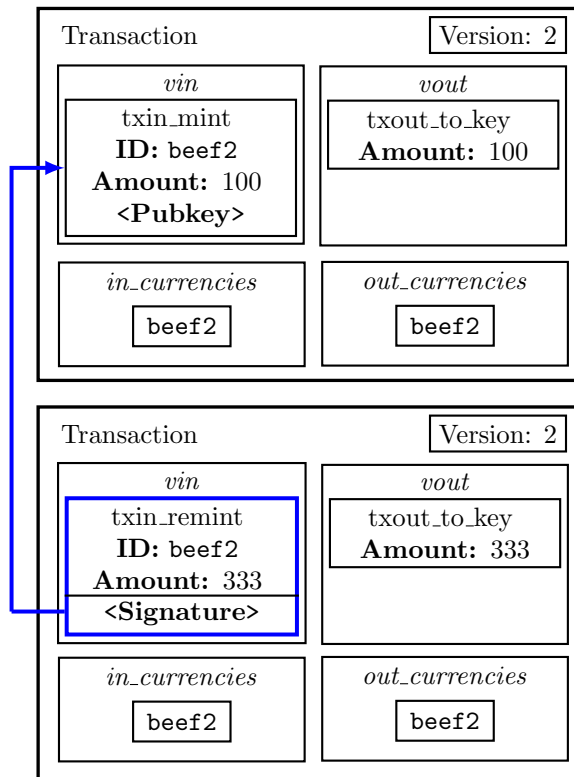 Transaction
Version: 2
vin
txin_mint
ID: beef2
Amount: 100
<Pubkey>
vout
txout_to_key
Amount: 100
in_currencies
beef2
out_currencies
beef2
Transaction
Version: 2
vin
txin_remint
ID: beef2
Amount: 333
<Signature>
vout
txout_to_key
Amount: 333
in_currencies
beef2
out_currencies
beef2